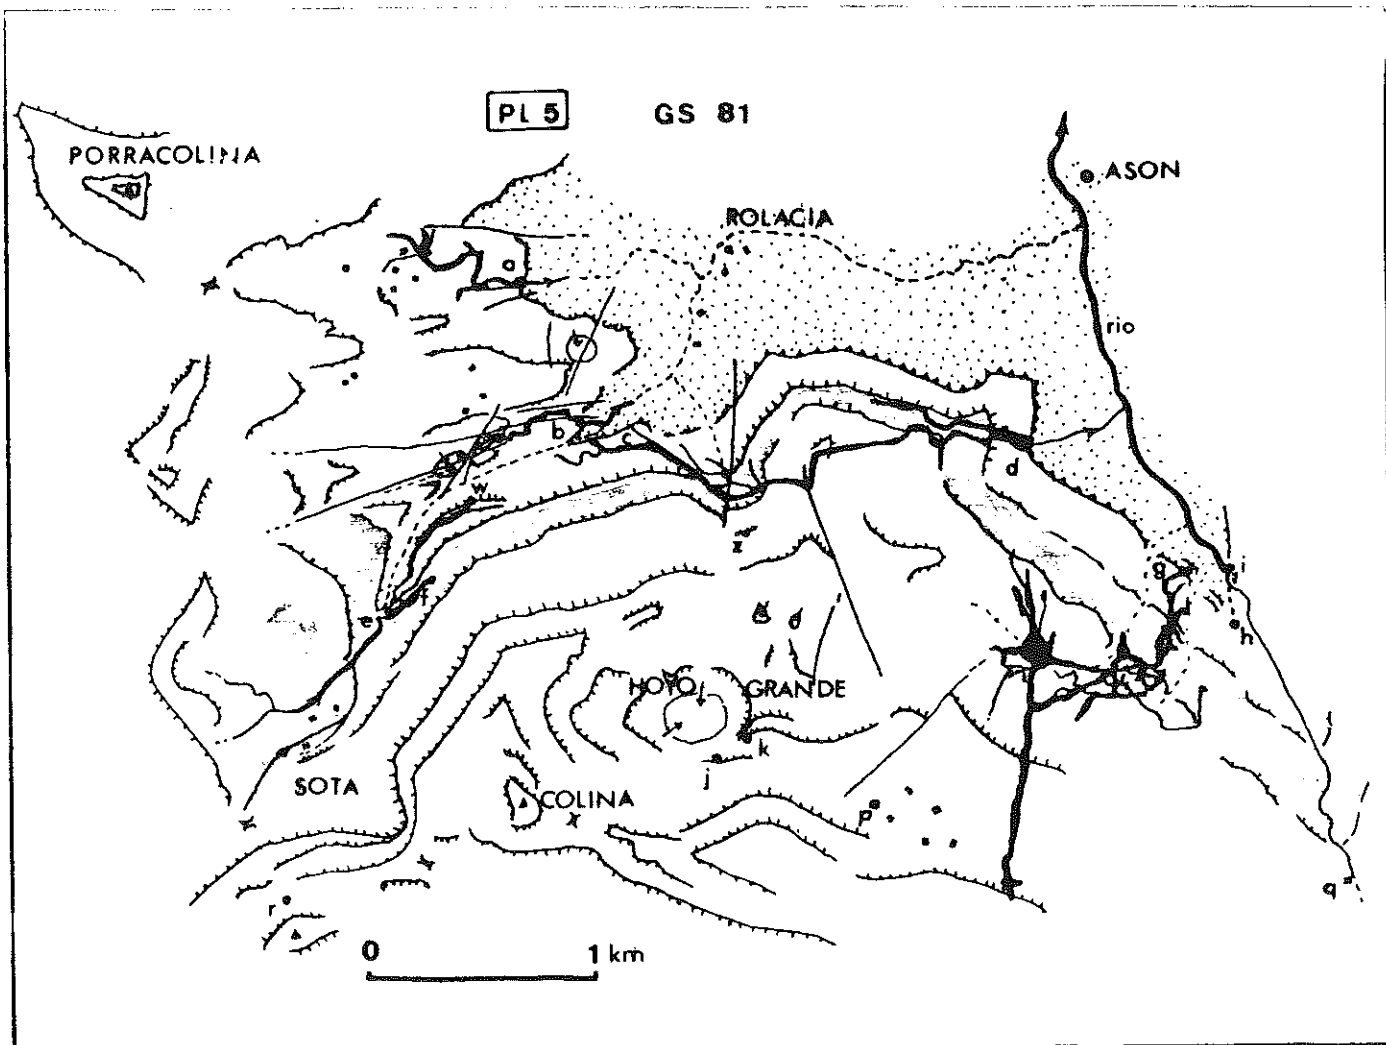 PL 5 GS 81
PORRACOLINA
ASON
ROLACIA
a
rio
b
c
d
w
z
g
i
e
f
h
HOYO GRANDE
k
j
SOTA
COLINA
p
q
r
0 1 km